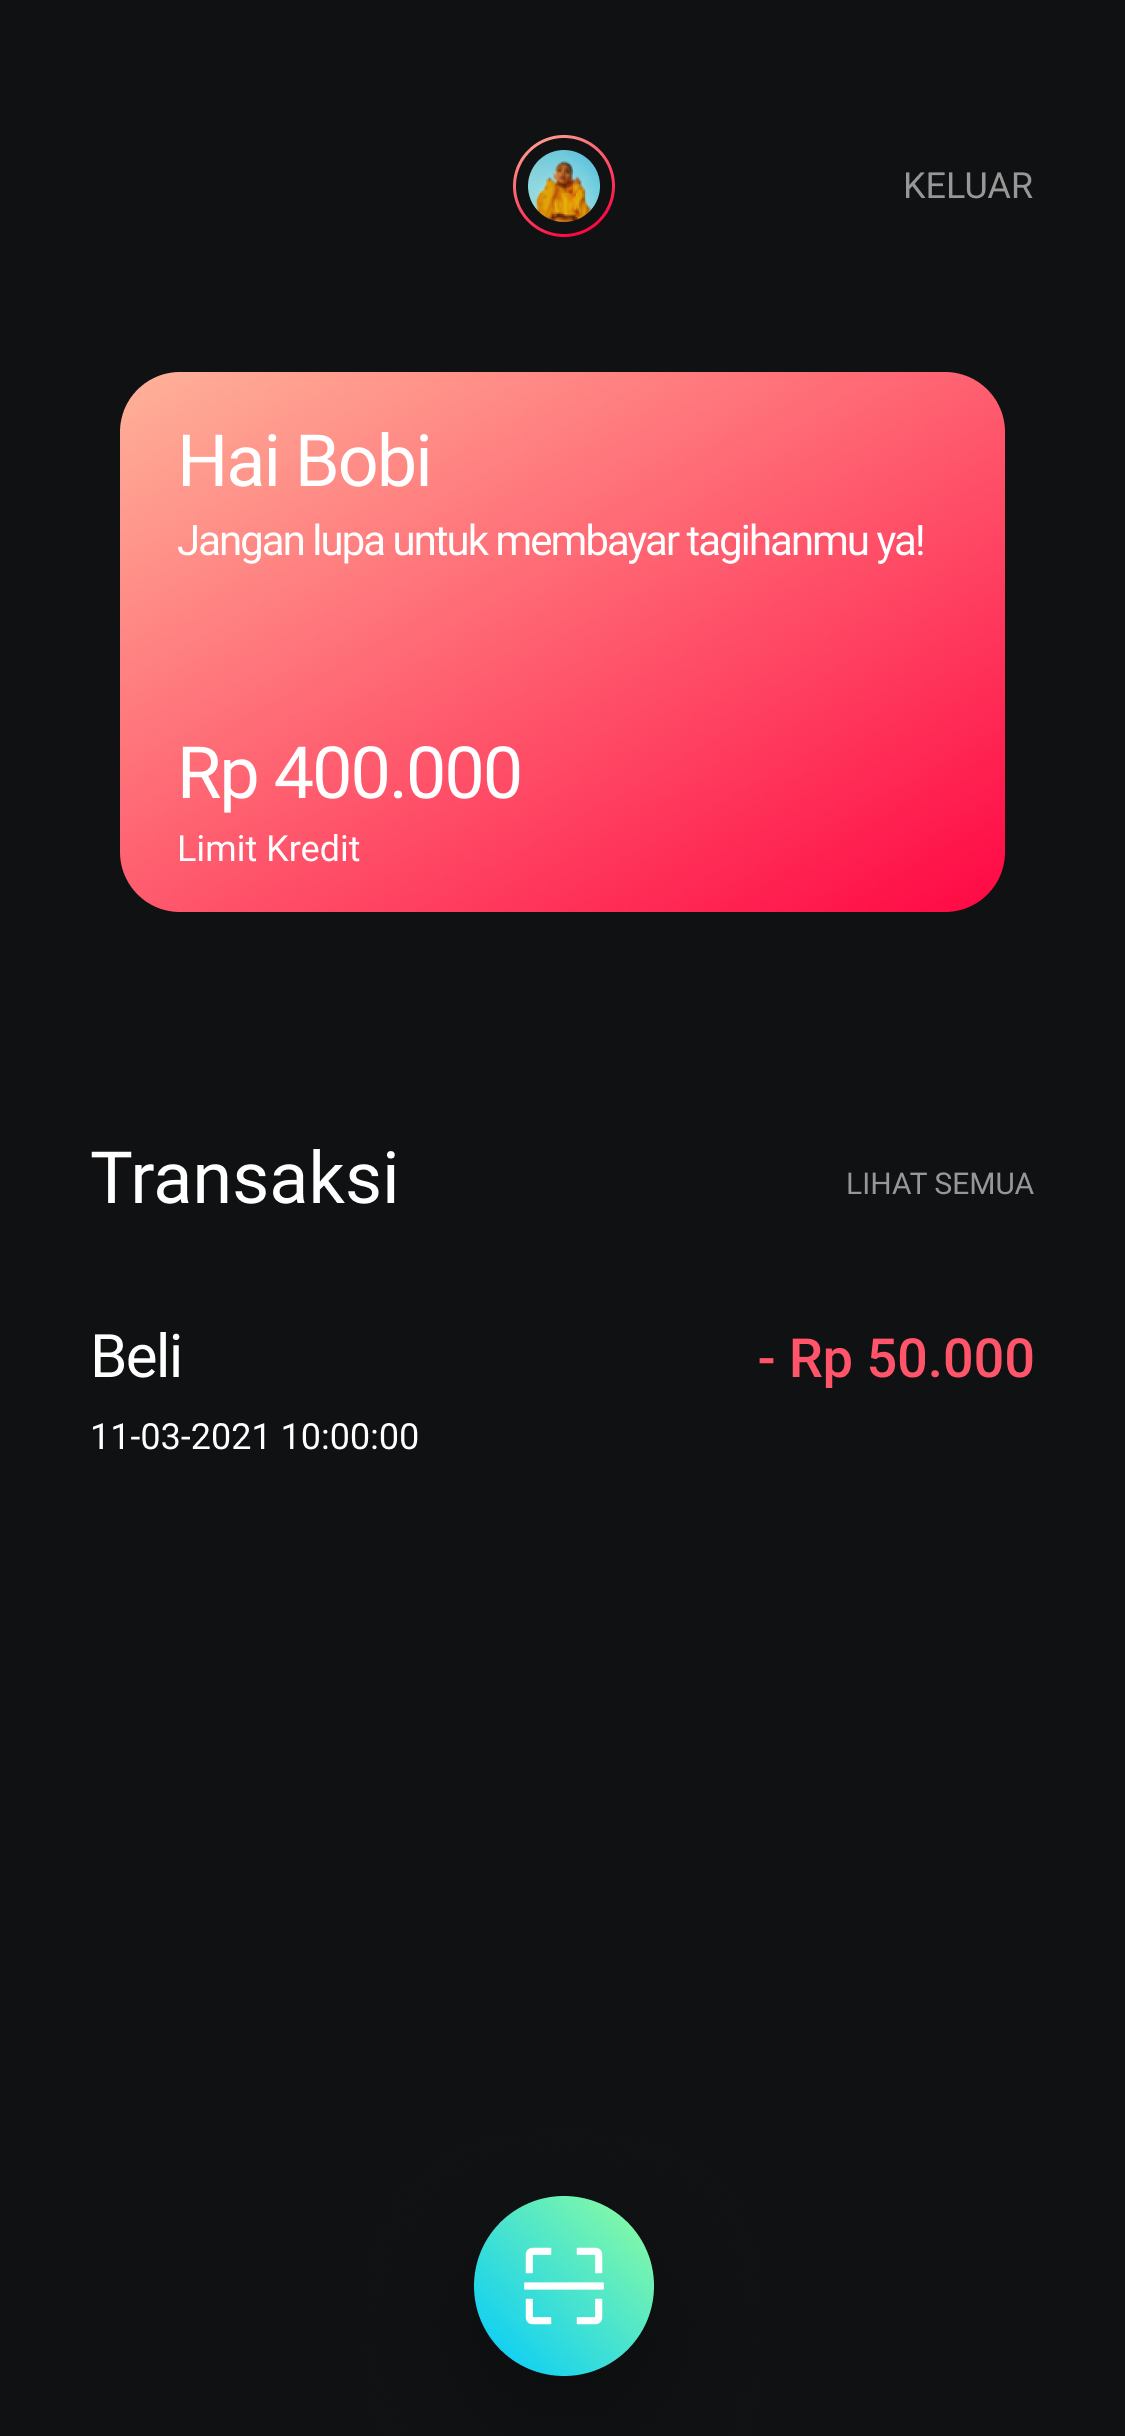 KELUAR
Hai Bobi
Jangan lupa untuk membayar tagihanmu ya!
Rp 400.000
Limit Kredit
Transaksi
LIHAT SEMUA
Beli
- Rp 50.000
11-03-2021 10:00:00